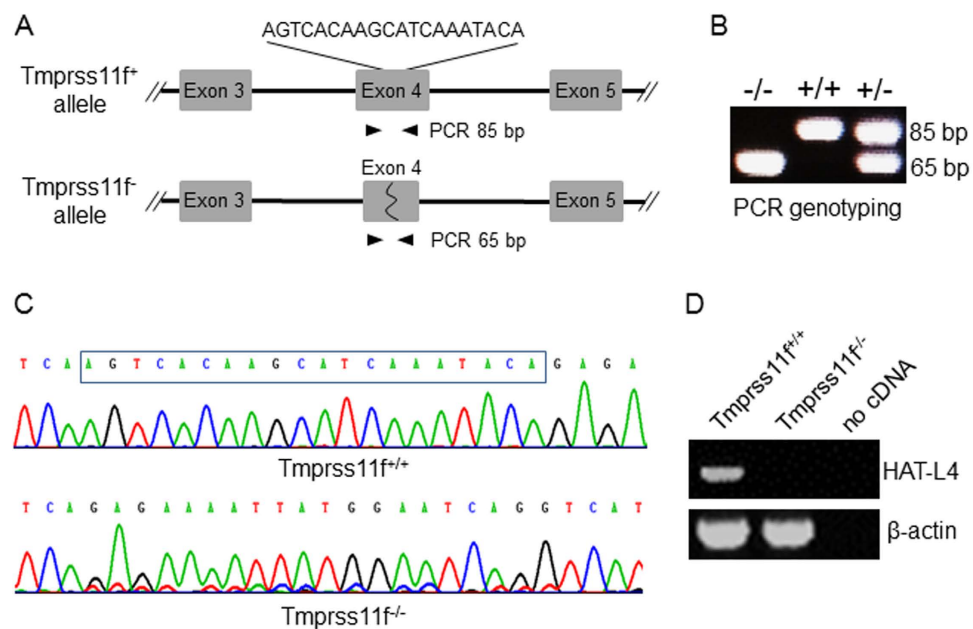 A
AGTCACAAGCATCAAATACA
Tmprss11f+
allele
Exon 3
Exon 4
Exon 5
PCR 85 bp
Tmprss11f-
allele
Exon 3
Exon 4
Exon 5
PCR 65 bp
B
-/- +/+ +/-
85 bp
65 bp
PCR genotyping
C
T C A A G T C A C A A G C A T C A A A T A C A G A G A
Tmprss11f+/+
T C A G A G A A A A T T A T G G A A T C A G G T C A T
Tmprss11f-/-
D
Tmprss11f+/+
Tmprss11f-/-
no cDNA
HAT-L4
β-actin